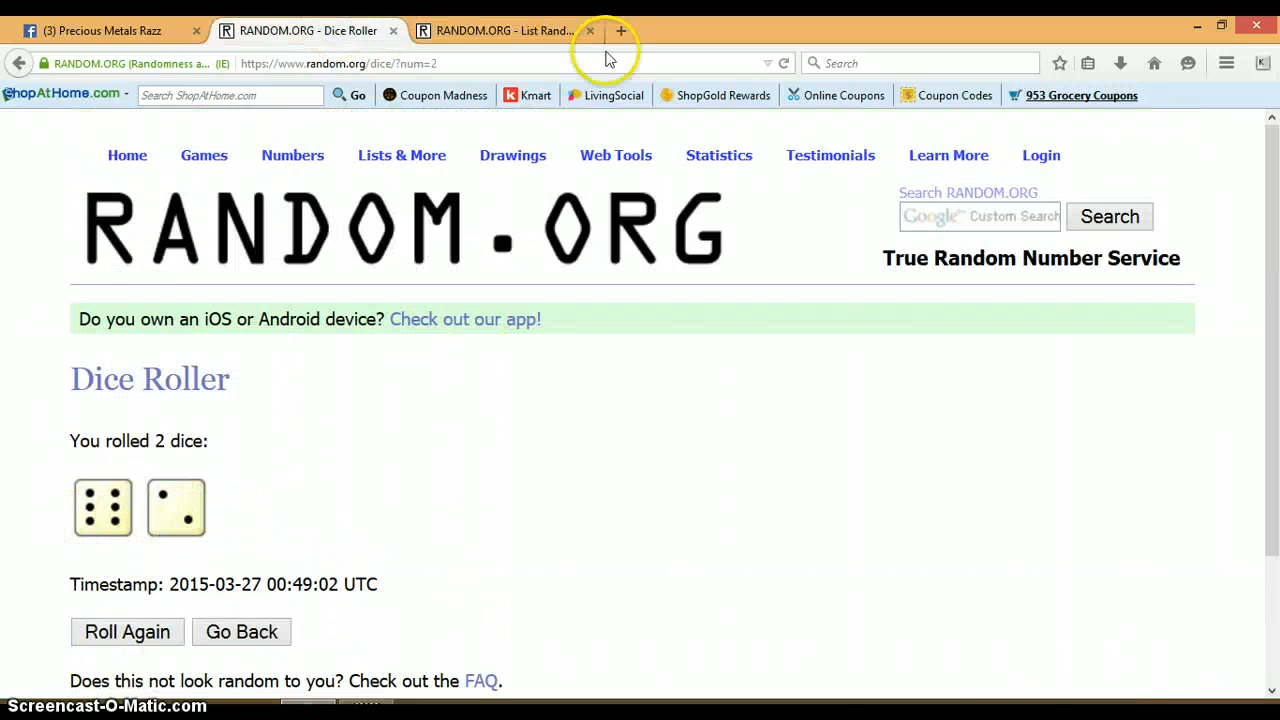 (3) Precious Metals Razz
RANDOM.ORG - Dice Roller
RANDOM.ORG - List Rand...
RANDOM.ORG (Randomness a... (IE)
https://www.random.org/dice/?num=2
Search
ShopAtHome.com
Search ShopAtHome.com
Go
Coupon Madness
Kmart
LivingSocial
ShopGold Rewards
Online Coupons
Coupon Codes
953 Grocery Coupons
Home Games Numbers Lists & More Drawings Web Tools Statistics Testimonials Learn More Login
RANDOM.ORG
Search RANDOM.ORG
Google™ Custom Search
Search
True Random Number Service
Do you own an iOS or Android device? Check out our app!
Dice Roller
You rolled 2 dice:
Timestamp: 2015-03-27 00:49:02 UTC
Roll Again
Go Back
Does this not look random to you? Check out the FAQ.
Screencast-O-Matic.com